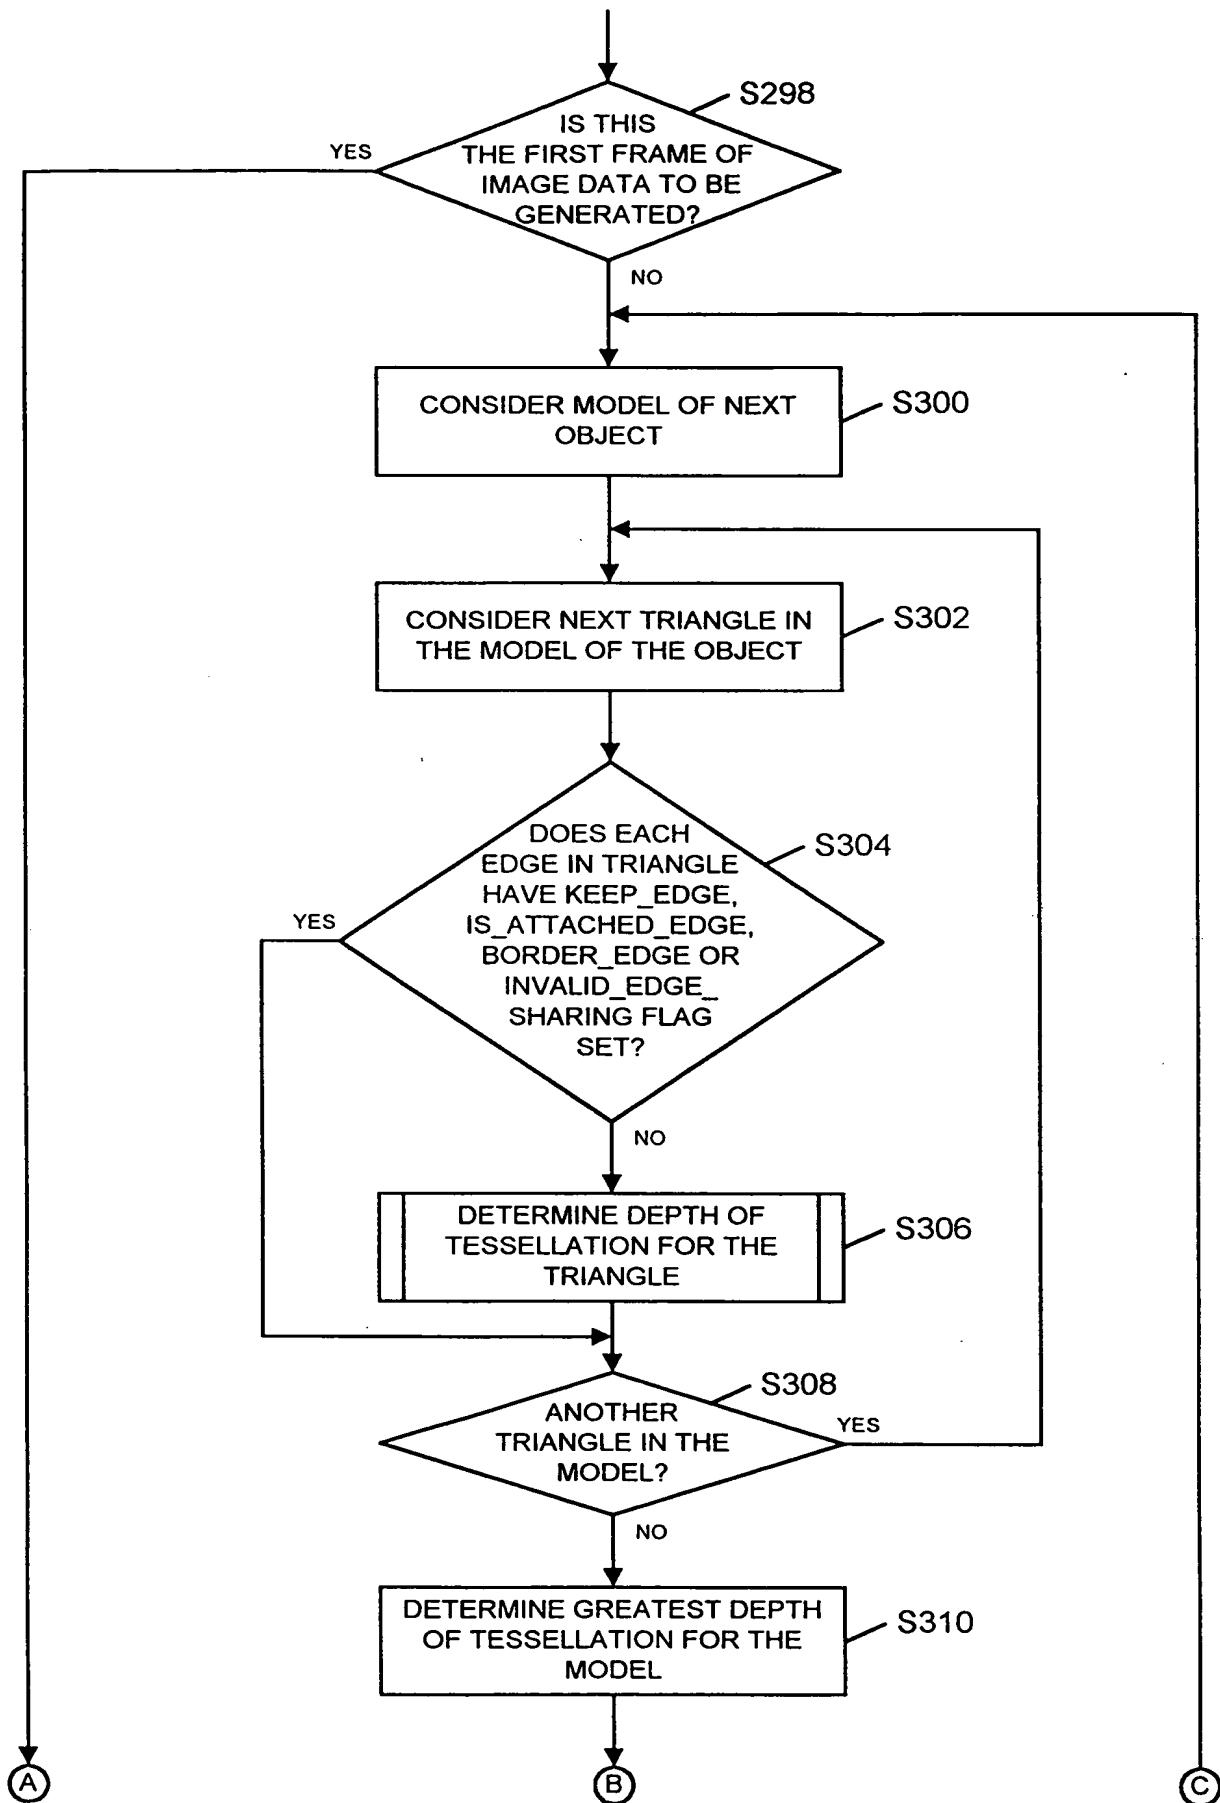 S298
IS THIS
THE FIRST FRAME OF
IMAGE DATA TO BE
GENERATED?
YES
NO
CONSIDER MODEL OF NEXT
OBJECT
S300
CONSIDER NEXT TRIANGLE IN
THE MODEL OF THE OBJECT
S302
DOES EACH
EDGE IN TRIANGLE
HAVE KEEP_EDGE,
IS_ATTACHED_EDGE,
BORDER_EDGE OR
INVALID_EDGE_
SHARING FLAG
SET?
S304
YES
NO
DETERMINE DEPTH OF
TESSELLATION FOR THE
TRIANGLE
S306
S308
ANOTHER
TRIANGLE IN THE
MODEL?
YES
NO
DETERMINE GREATEST DEPTH
OF TESSELLATION FOR THE
MODEL
S310
A
B
C